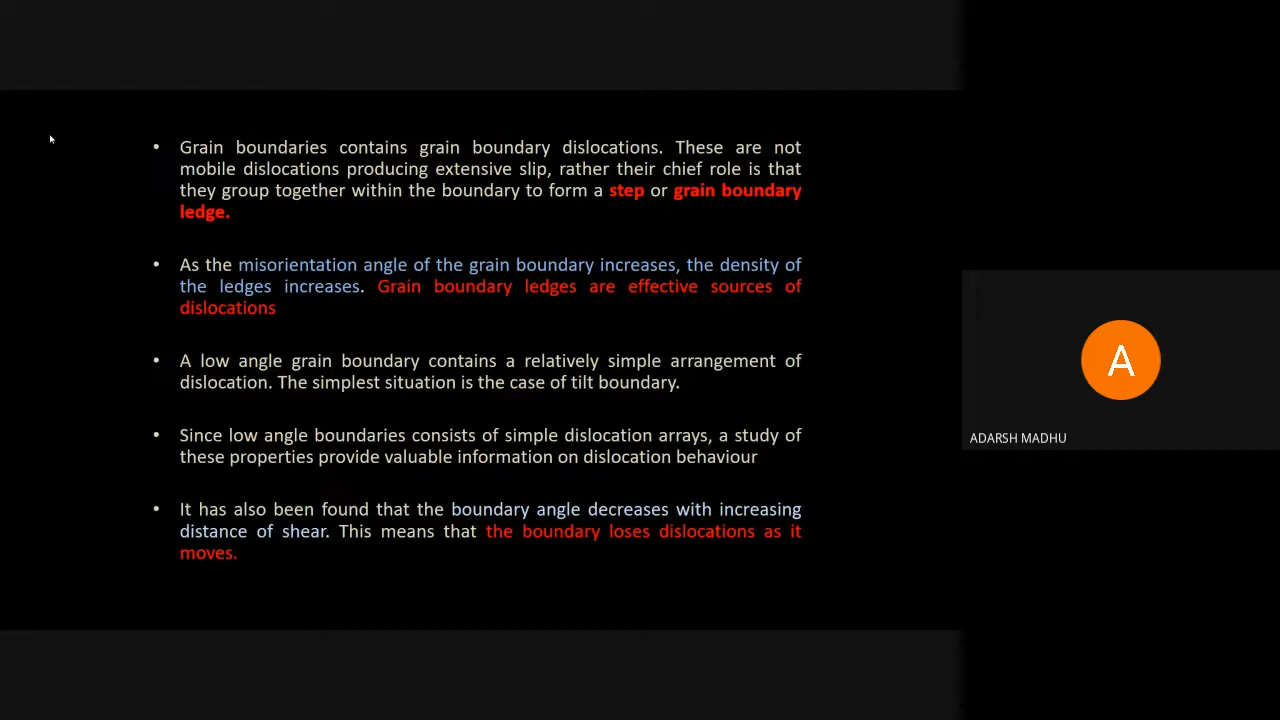 • Grain boundaries contains grain boundary dislocations. These are not
mobile dislocations producing extensive slip, rather their chief role is that
they group together within the boundary to form a step or grain boundary
ledge.
• As the misorientation angle of the grain boundary increases, the density of
the ledges increases. Grain boundary ledges are effective sources of
dislocations
• A low angle grain boundary contains a relatively simple arrangement of
dislocation. The simplest situation is the case of tilt boundary.
• Since low angle boundaries consists of simple dislocation arrays, a study of
these properties provide valuable information on dislocation behaviour
• It has also been found that the boundary angle decreases with increasing
distance of shear. This means that the boundary loses dislocations as it
moves.
A
ADARSH MADHU